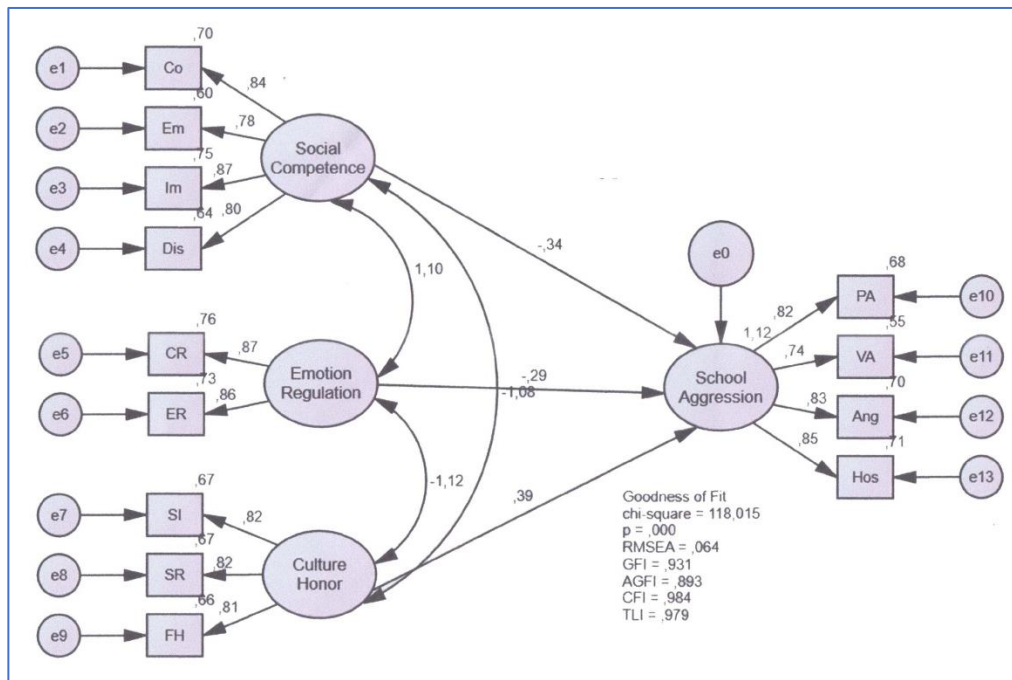 ,70
e1
Co
,84
,60
e2
Em
,78
Social
Competence
,75
e3
Im
,87
,64
,80
e4
Dis
-,34
e0
1,10
,68
PA
e10
,82
1,12
,55
,76
e5
CR
,87
,74
VA
e11
Emotion
Regulation
-,29
School
Aggression
,70
,73
-1,08
,83
e6
ER
,86
Ang
e12
,85
,71
Hos
e13
-1,12
,39
,67
e7
SI
,82
,67
e8
SR
,82
Culture
Honor
,66
,81
e9
FH
Goodness of Fit
chi-square = 118,015
p = ,000
RMSEA = ,064
GFI = ,931
AGFI = ,893
CFI = ,984
TLI = ,979